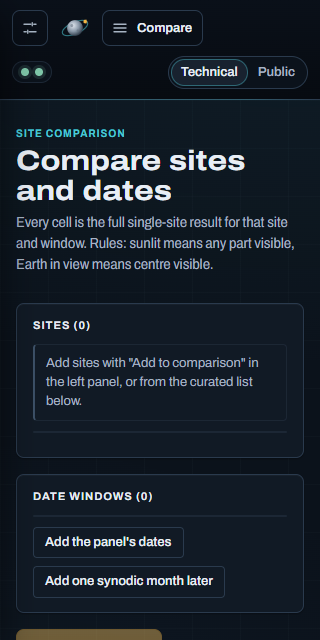 Compare
Technical
Public
SITE COMPARISON
Compare sites
and dates
Every cell is the full single-site result for that site
and window. Rules: sunlit means any part visible,
Earth in view means centre visible.
SITES (0)
Add sites with "Add to comparison" in
the left panel, or from the curated list
below.
DATE WINDOWS (0)
Add the panel's dates
Add one synodic month later